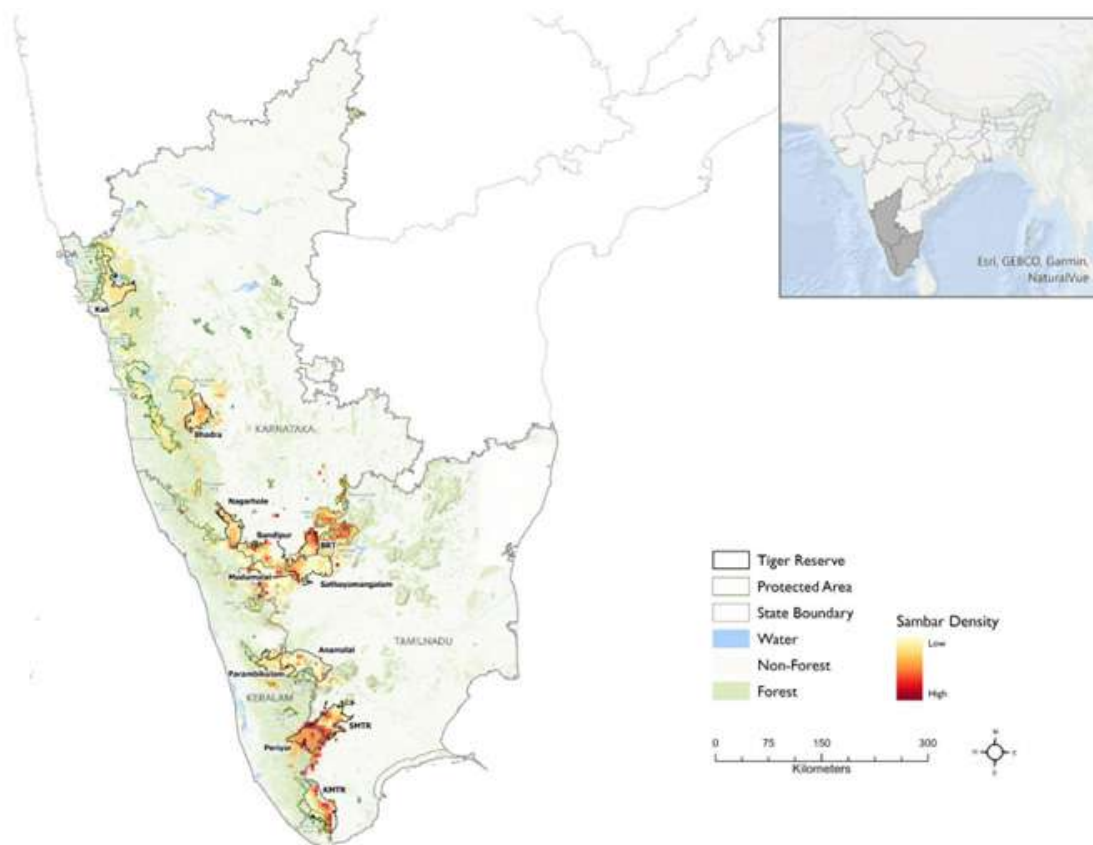 Esri, GEBCO, Garmin,
NaturalVue
GOA
Kali
Bhadra
KARNATAKA
Nagarhole
Bandipur
BRT
Mudumalai
Sathayamangalam
Anamalai
TAMILNADU
Parambikulam
KERALAM
SMTR
Periyar
KMTR
Tiger Reserve
Protected Area
State Boundary
Water
Non-Forest
Forest
Sambar Density
Low
High
0 75 150 300
Kilometers